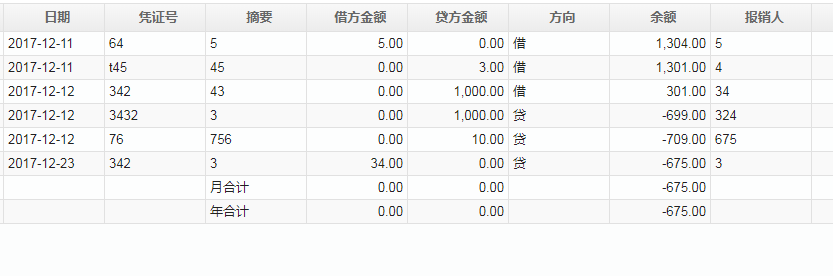 日期 凭证号 摘要 借方金额 贷方金额 方向 余额 报销人
2017-12-11 64 5 5.00 0.00 借 1,304.00 5
2017-12-11 t45 45 0.00 3.00 借 1,301.00 4
2017-12-12 342 43 0.00 1,000.00 借 301.00 34
2017-12-12 3432 3 0.00 1,000.00 贷 -699.00 324
2017-12-12 76 756 0.00 10.00 贷 -709.00 675
2017-12-23 342 3 34.00 0.00 贷 -675.00 3
月合计 0.00 0.00 -675.00
年合计 0.00 0.00 -675.00